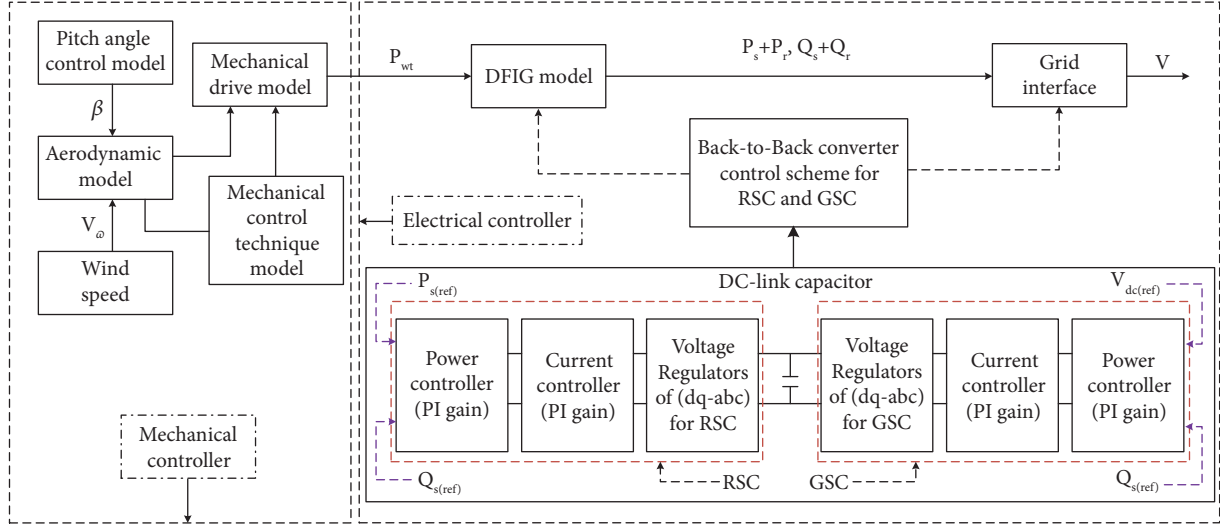 Pitch angle
control model
β
Aerodynamic
model
V_ω
Wind
speed
Mechanical
drive model
Mechanical
control
technique
model
Mechanical
controller
P_wt
DFIG model
P_s+P_r, Q_s+Q_r
Grid
interface
V
Back-to-Back converter
control scheme for
RSC and GSC
Electrical controller
DC-link capacitor
P_s(ref)
V_dc(ref)
Power
controller
(PI gain)
Current
controller
(PI gain)
Voltage
Regulators
of (dq-abc)
for RSC
Voltage
Regulators
of (dq-abc)
for GSC
Current
controller
(PI gain)
Power
controller
(PI gain)
Q_s(ref)
RSC
GSC
Q_s(ref)